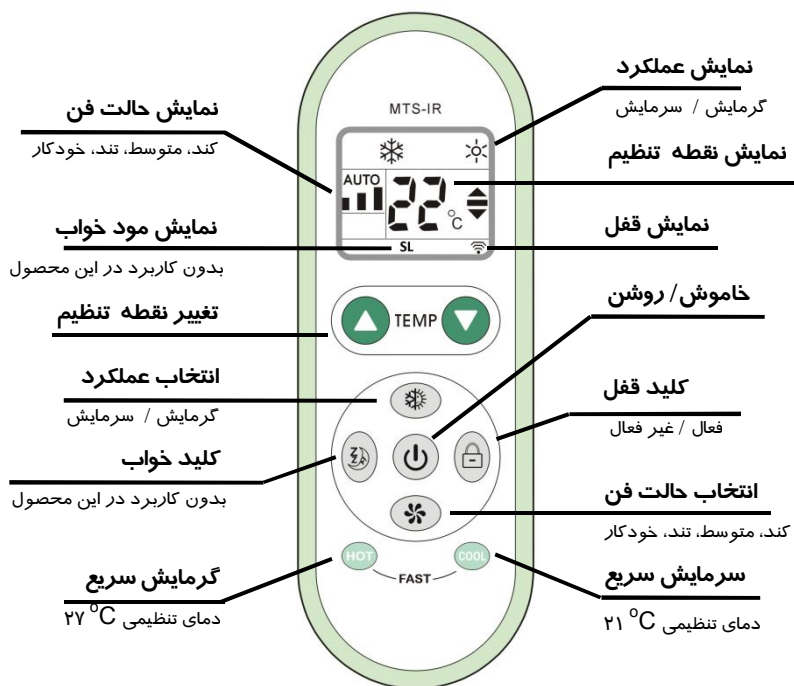 MTS-IR
AUTO
22 °C
SL
TEMP
HOT
COOL
FAST
نمایش حالت فن
کند، متوسط، تند، خودکار
نمایش مود خواب
بدون کاربرد در این محصول
تغییر نقطه تنظیم
انتخاب عملکرد
گرمایش / سرمایش
کلید خواب
بدون کاربرد در این محصول
گرمایش سریع
دمای تنظیمی ۲۷ °C
نمایش عملکرد
گرمایش / سرمایش
نمایش نقطه تنظیم
نمایش قفل
خاموش/ روشن
کلید قفل
فعال / غیر فعال
انتخاب حالت فن
کند، متوسط، تند، خودکار
سرمایش سریع
دمای تنظیمی ۲۱ °C